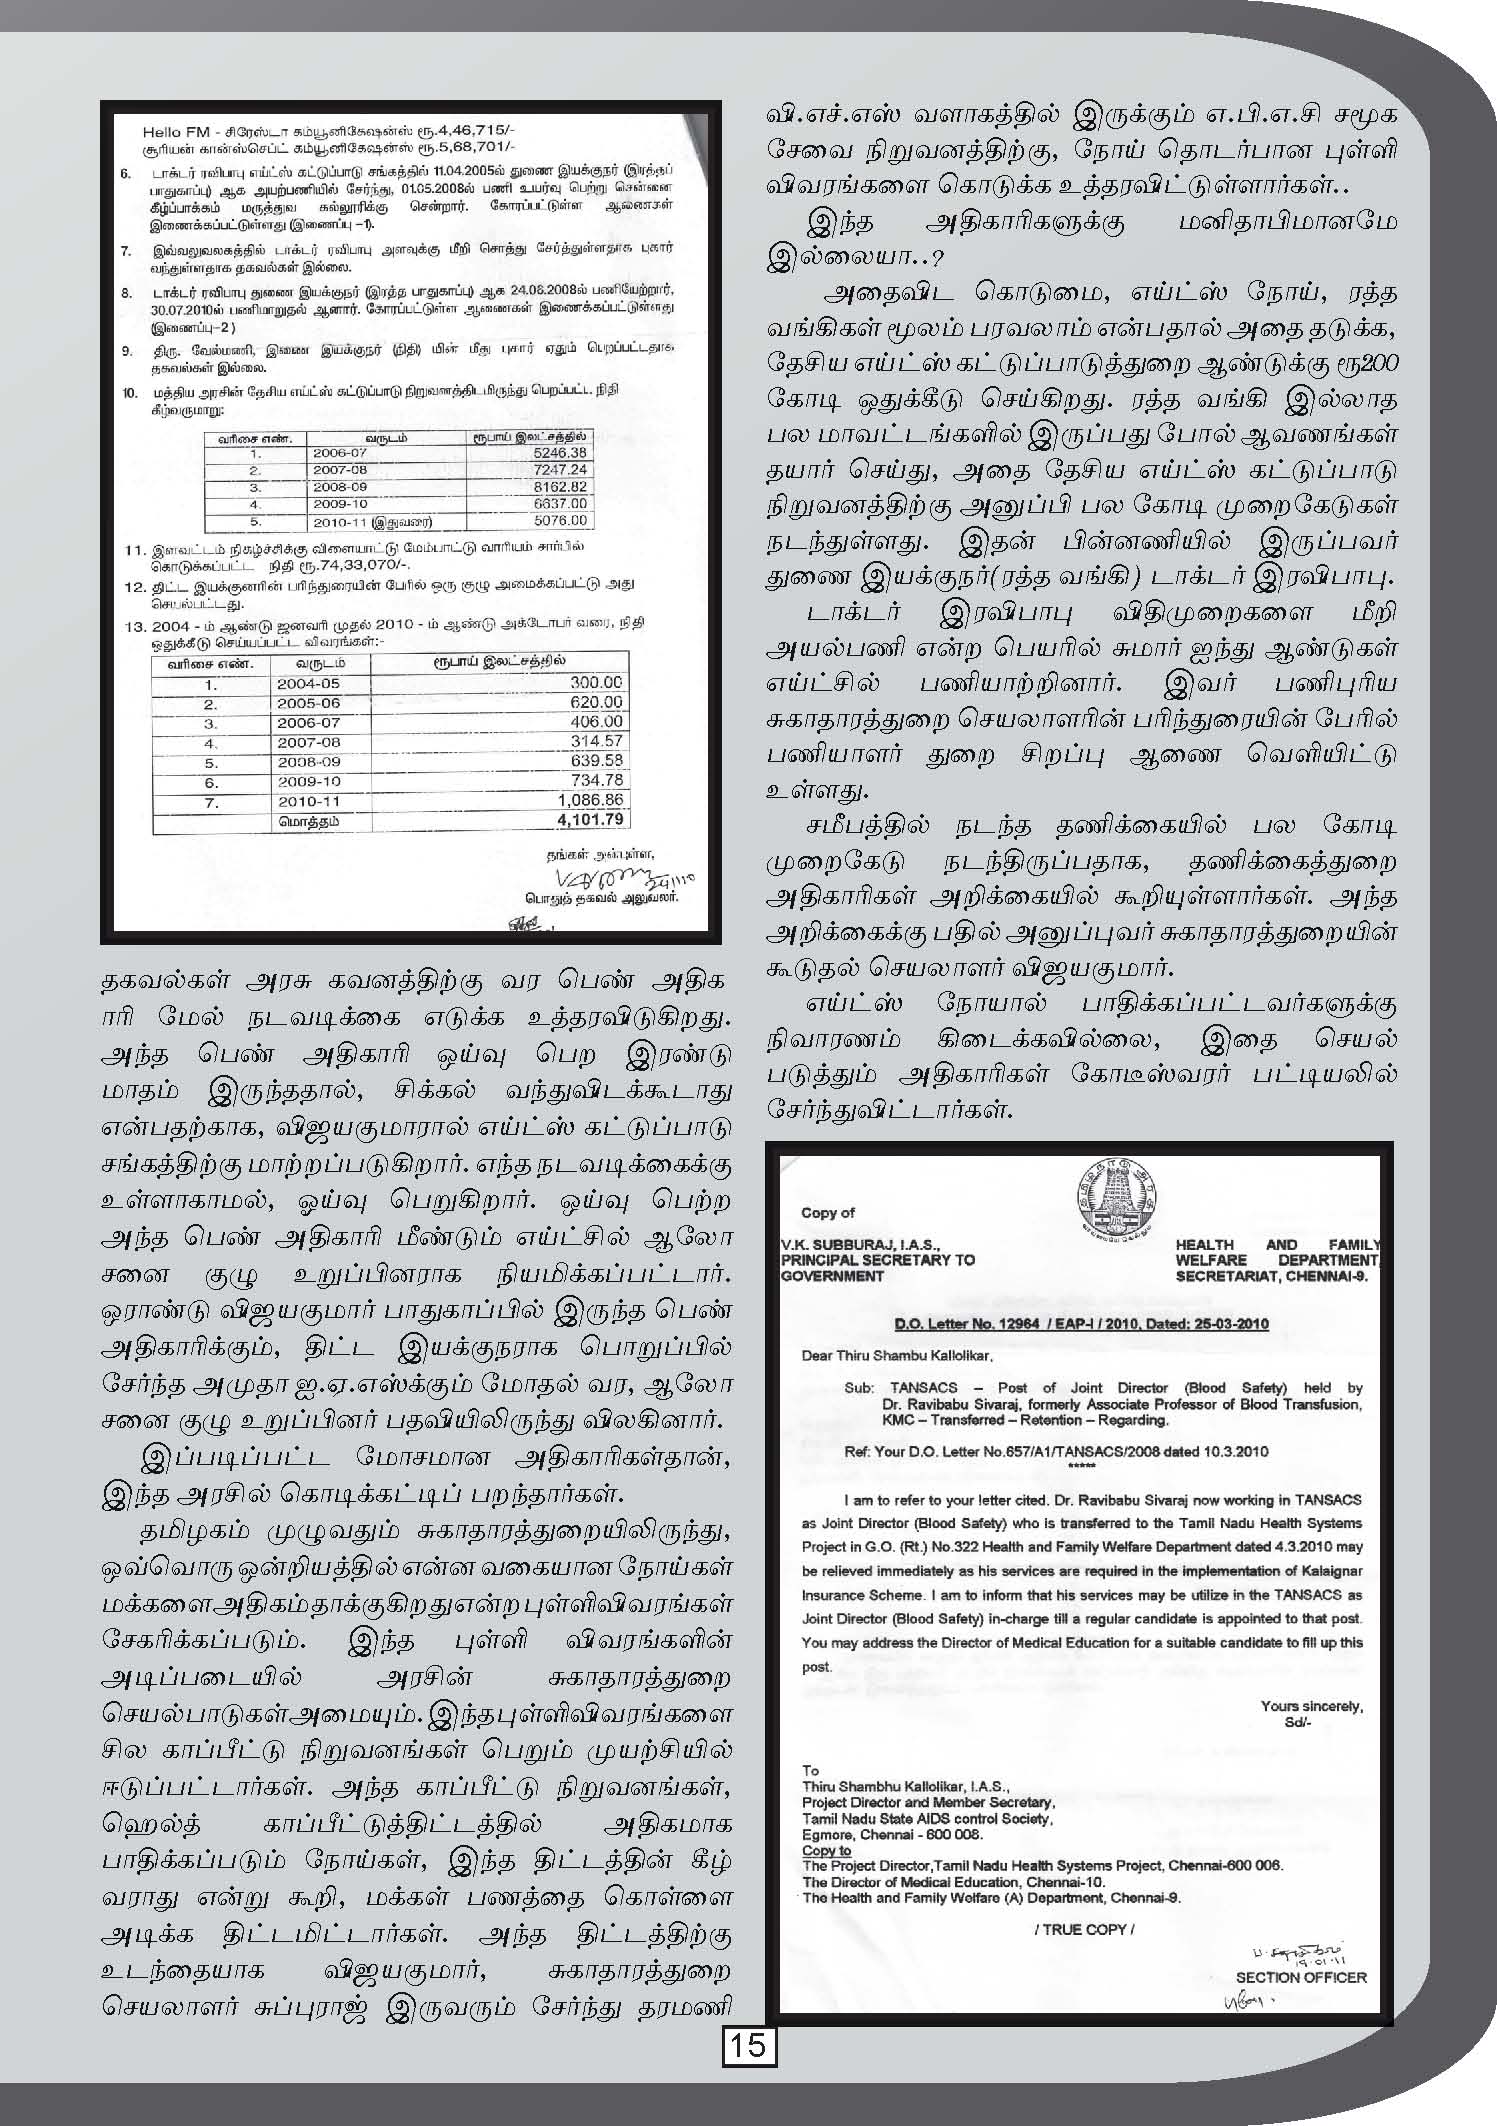 Hello FM - சிரேஸ்டா கம்யூனிகேஷன்ஸ் ரூ.4,46,715/-
சூரியன் கான்ஸ்செப்ட் கம்யூனிகேஷன்ஸ் ரூ.5,68,701/-
6. டாக்டர் ரவிபாபு எய்ட்ஸ் கட்டுப்பாடு சங்கத்தில் 11.04.2005ல் துணை இயக்குநர் (இரத்தப்
பாதுகாப்பு) ஆக அயற்பணியில் சேர்ந்து, 01.05.2008ல் பணி உயர்வு பெற்று சென்னை
கீழ்ப்பாக்கம் மருத்துவ கல்லூரிக்கு சென்றார். கோரப்பட்டுள்ள ஆணைகள்
இணைக்கப்பட்டுள்ளது (இணைப்பு –1).
7. இவ்வலுவலகத்தில் டாக்டர் ரவிபாபு அளவுக்கு மீறி சொத்து சேர்த்துள்ளதாக புகார்
வந்துள்ளதாக தகவல்கள் இல்லை.
8. டாக்டர் ரவிபாபு துணை இயக்குநர் (இரத்த பாதுகாப்பு) ஆக 24.06.2008ல் பணியேற்றார்,
30.07.2010ல் பணிமாறுதல் ஆனார். கோரப்பட்டுள்ள ஆணைகள் இணைக்கப்பட்டுள்ளது
(இணைப்பு–2 )
9. திரு. வேல்மணி, இணை இயக்குநர் (நிதி) யின் மீது புகார் ஏதும் பெறப்பட்டதாக
தகவல்கள் இல்லை.
10. மத்திய அரசின் தேசிய எய்ட்ஸ் கட்டுப்பாடு நிறுவனத்திடமிருந்து பெறப்பட்ட நிதி
கீழ்வருமாறு:
வரிசை எண். வருடம் ரூபாய் இலட்சத்தில்
1. 2006-07 5246.38
2. 2007-08 7247.24
3. 2008-09 8162.82
4. 2009-10 6637.00
5. 2010-11 (இதுவரை) 5076.00
11. இளவட்டம் நிகழ்ச்சிக்கு விளையாட்டு மேம்பாட்டு வாரியம் சார்பில்
கொடுக்கப்பட்ட நிதி ரூ.74,33,070/-.
12. திட்ட இயக்குனரின் பரிந்துரையின் பேரில் ஒரு குழு அமைக்கப்பட்டு அது
செயல்பட்டது.
13. 2004 - ம் ஆண்டு ஜனவரி முதல் 2010 - ம் ஆண்டு அக்டோபர் வரை, நிதி
ஒதுக்கீடு செய்யப்பட்ட விவரங்கள்:-
வரிசை எண். வருடம் ரூபாய் இலட்சத்தில்
1. 2004-05 300.00
2. 2005-06 620.00
3. 2006-07 406.00
4. 2007-08 314.57
5. 2008-09 639.58
6. 2009-10 734.78
7. 2010-11 1,086.86
மொத்தம் 4,101.79
தங்கள் அன்புள்ள,
பொதுத் தகவல் அலுவலர்.
தகவல்கள் அரசு கவனத்திற்கு வர பெண் அதிக
ாரி மேல் நடவடிக்கை எடுக்க உத்தரவிடுகிறது.
அந்த பெண் அதிகாரி ஒய்வு பெற இரண்டு
மாதம் இருந்ததால், சிக்கல் வந்துவிடக்கூடாது
என்பதற்காக, விஜயகுமாரால் எய்ட்ஸ் கட்டுப்பாடு
சங்கத்திற்கு மாற்றப்படுகிறார். எந்த நடவடிக்கைக்கு
உள்ளாகாமல், ஓய்வு பெறுகிறார். ஒய்வு பெற்ற
அந்த பெண் அதிகாரி மீண்டும் எய்ட்சில் ஆலோ
சனை குழு உறுப்பினராக நியமிக்கப்பட்டார்.
ஒராண்டு விஜயகுமார் பாதுகாப்பில் இருந்த பெண்
அதிகாரிக்கும், திட்ட இயக்குநராக பொறுப்பில்
சேர்ந்த அமுதா ஐ.ஏ.எஸ்க்கும் மோதல் வர, ஆலோ
சனை குழு உறுப்பினர் பதவியிலிருந்து விலகினார்.
இப்படிப்பட்ட மோசமான அதிகாரிகள்தான்,
இந்த அரசில் கொடிக்கட்டிப் பறந்தார்கள்.
தமிழகம் முழுவதும் சுகாதாரத்துறையிலிருந்து,
ஒவ்வொரு ஒன்றியத்தில் என்ன வகையான நோய்கள்
மக்களை அதிகம் தாக்குகிறது என்ற புள்ளிவிவரங்கள்
சேகரிக்கப்படும். இந்த புள்ளி விவரங்களின்
அடிப்படையில் அரசின் சுகாதாரத்துறை
செயல்பாடுகள் அமையும். இந்த புள்ளிவிவரங்களை
சில காப்பீட்டு நிறுவனங்கள் பெறும் முயற்சியில்
ஈடுப்பட்டார்கள். அந்த காப்பீட்டு நிறுவனங்கள்,
ஹெல்த் காப்பீட்டுத்திட்டத்தில் அதிகமாக
பாதிக்கப்படும் நோய்கள், இந்த திட்டத்தின் கீழ்
வராது என்று கூறி, மக்கள் பணத்தை கொள்ளை
அடிக்க திட்டமிட்டார்கள். அந்த திட்டத்திற்கு
உடந்தையாக விஜயகுமார், சுகாதாரத்துறை
செயலாளர் சுப்புராஜ் இருவரும் சேர்ந்து தரமணி
வி.எச்.எஸ் வளாகத்தில் இருக்கும் எ.பி.எ.சி சமூக
சேவை நிறுவனத்திற்கு, நோய் தொடர்பான புள்ளி
விவரங்களை கொடுக்க உத்தரவிட்டுள்ளார்கள்..
இந்த அதிகாரிகளுக்கு மனிதாபிமானமே
இல்லையா..?
அதைவிட கொடுமை, எய்ட்ஸ் நோய், ரத்த
வங்கிகள் மூலம் பரவலாம் என்பதால் அதை தடுக்க,
தேசிய எய்ட்ஸ் கட்டுப்பாடுத்துறை ஆண்டுக்கு ரூ200
கோடி ஒதுக்கீடு செய்கிறது. ரத்த வங்கி இல்லாத
பல மாவட்டங்களில் இருப்பது போல் ஆவணங்கள்
தயார் செய்து, அதை தேசிய எய்ட்ஸ் கட்டுப்பாடு
நிறுவனத்திற்கு அனுப்பி பல கோடி முறைகேடுகள்
நடந்துள்ளது. இதன் பின்னணியில் இருப்பவர்
துணை இயக்குநர்(ரத்த வங்கி) டாக்டர் இரவிபாபு.
டாக்டர் இரவிபாபு விதிமுறைகளை மீறி
அயல்பணி என்ற பெயரில் சுமார் ஐந்து ஆண்டுகள்
எய்ட்சில் பணியாற்றினார். இவர் பணிபுரிய
சுகாதாரத்துறை செயலாளரின் பரிந்துரையின் பேரில்
பணியாளர் துறை சிறப்பு ஆணை வெளியிட்டு
உள்ளது.
சமீபத்தில் நடந்த தணிக்கையில் பல கோடி
முறைகேடு நடந்திருப்பதாக, தணிக்கைத்துறை
அதிகாரிகள் அறிக்கையில் கூறியுள்ளார்கள். அந்த
அறிக்கைக்கு பதில் அனுப்புவர் சுகாதாரத்துறையின்
கூடுதல் செயலாளர் விஜயகுமார்.
எய்ட்ஸ் நோயால் பாதிக்கப்பட்டவர்களுக்கு
நிவாரணம் கிடைக்கவில்லை, இதை செயல்
படுத்தும் அதிகாரிகள் கோடீஸ்வரர் பட்டியலில்
சேர்ந்துவிட்டார்கள்.
Copy of
V.K. SUBBURAJ, I.A.S.,
PRINCIPAL SECRETARY TO
GOVERNMENT
HEALTH AND FAMILY
WELFARE DEPARTMENT,
SECRETARIAT, CHENNAI-9.
D.O. Letter No. 12964 / EAP-I / 2010, Dated: 25-03-2010
Dear Thiru Shambu Kallolikar,
Sub: TANSACS – Post of Joint Director (Blood Safety) held by
Dr. Ravibabu Sivaraj, formerly Associate Professor of Blood Transfusion,
KMC – Transferred – Retention – Regarding.
Ref: Your D.O. Letter No.657/A1/TANSACS/2008 dated 10.3.2010
*****
I am to refer to your letter cited. Dr. Ravibabu Sivaraj now working in TANSACS
as Joint Director (Blood Safety) who is transferred to the Tamil Nadu Health Systems
Project in G.O. (Rt.) No.322 Health and Family Welfare Department dated 4.3.2010 may
be relieved immediately as his services are required in the implementation of Kalaignar
Insurance Scheme. I am to inform that his services may be utilize in the TANSACS as
Joint Director (Blood Safety) in-charge till a regular candidate is appointed to that post.
You may address the Director of Medical Education for a suitable candidate to fill up this
post.
Yours sincerely,
Sd/-
To
Thiru Shambhu Kallolikar, I.A.S.,
Project Director and Member Secretary,
Tamil Nadu State AIDS control Society,
Egmore, Chennai - 600 008.
Copy to
The Project Director,Tamil Nadu Health Systems Project, Chennai-600 006.
The Director of Medical Education, Chennai-10.
The Health and Family Welfare (A) Department, Chennai-9.
/ TRUE COPY /
19.01.11
SECTION OFFICER
15